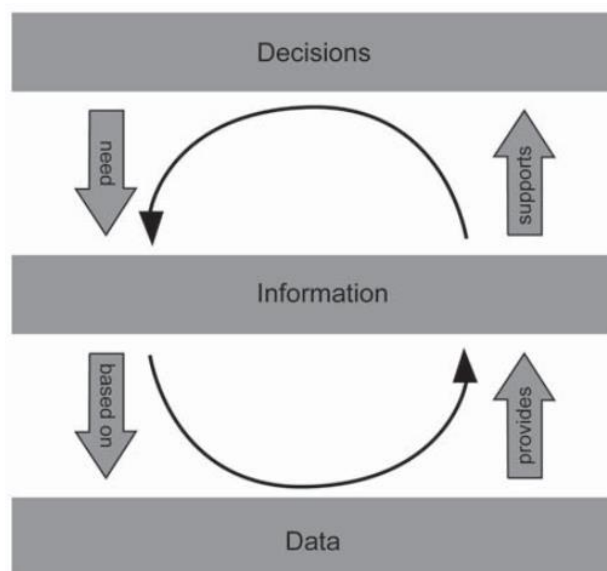 Decisions
need
supports
Information
based on
provides
Data